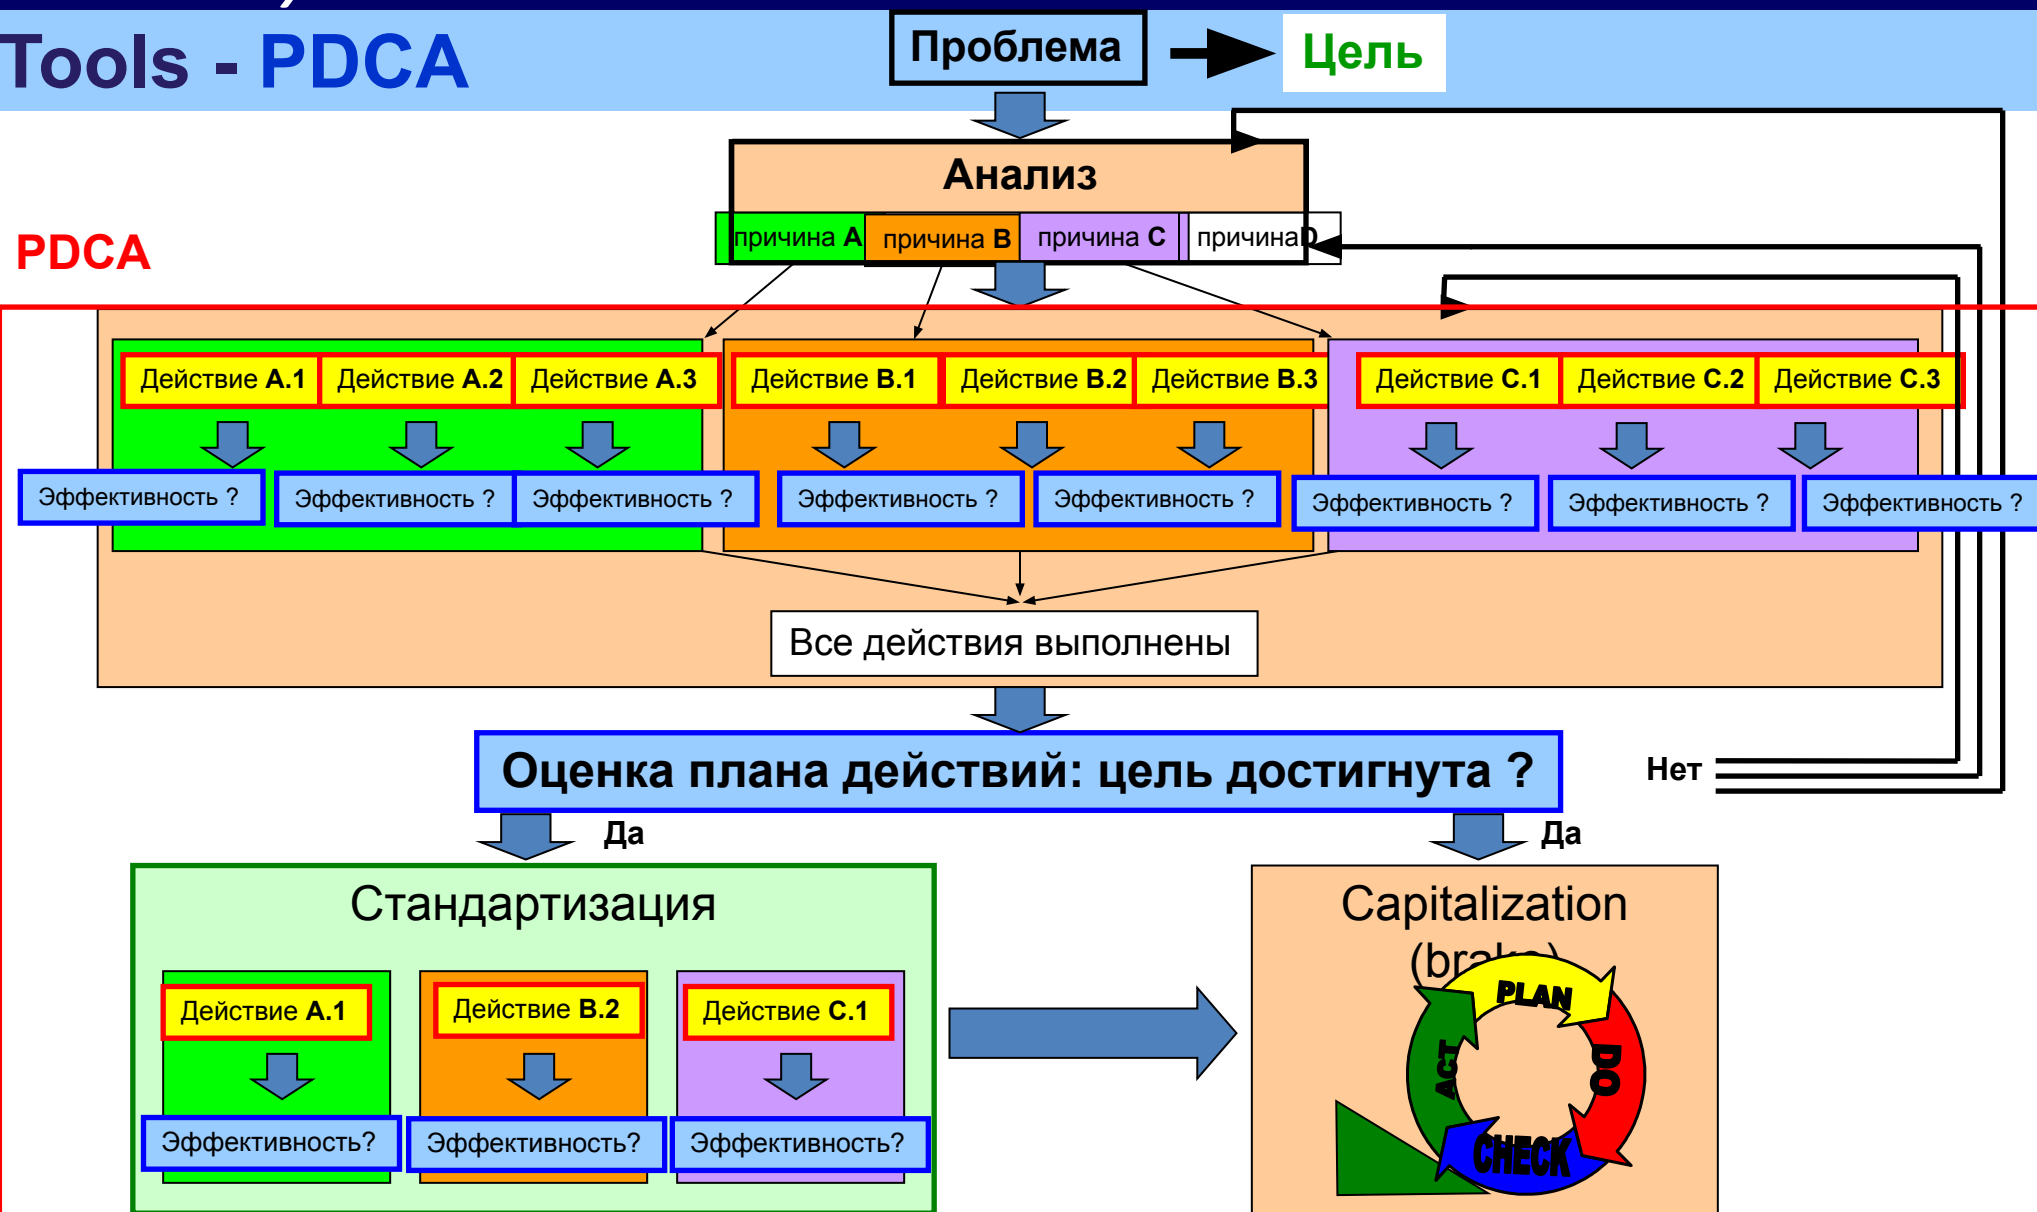 Tools - PDCA
Проблема
Цель
Анализ
причина A
причина B
причина C
причинаD
PDCA
Действие A.1
Действие A.2
Действие A.3
Действие B.1
Действие B.2
Действие B.3
Действие C.1
Действие C.2
Действие C.3
Эффективность ?
Эффективность ?
Эффективность ?
Эффективность ?
Эффективность ?
Эффективность ?
Эффективность ?
Эффективность ?
Все действия выполнены
Оценка плана действий: цель достигнута ?
Нет
Да
Да
Стандартизация
Действие A.1
Действие B.2
Действие C.1
Эффективность?
Эффективность?
Эффективность?
Capitalization
(brake)
PLAN
DO
CHECK
ACT